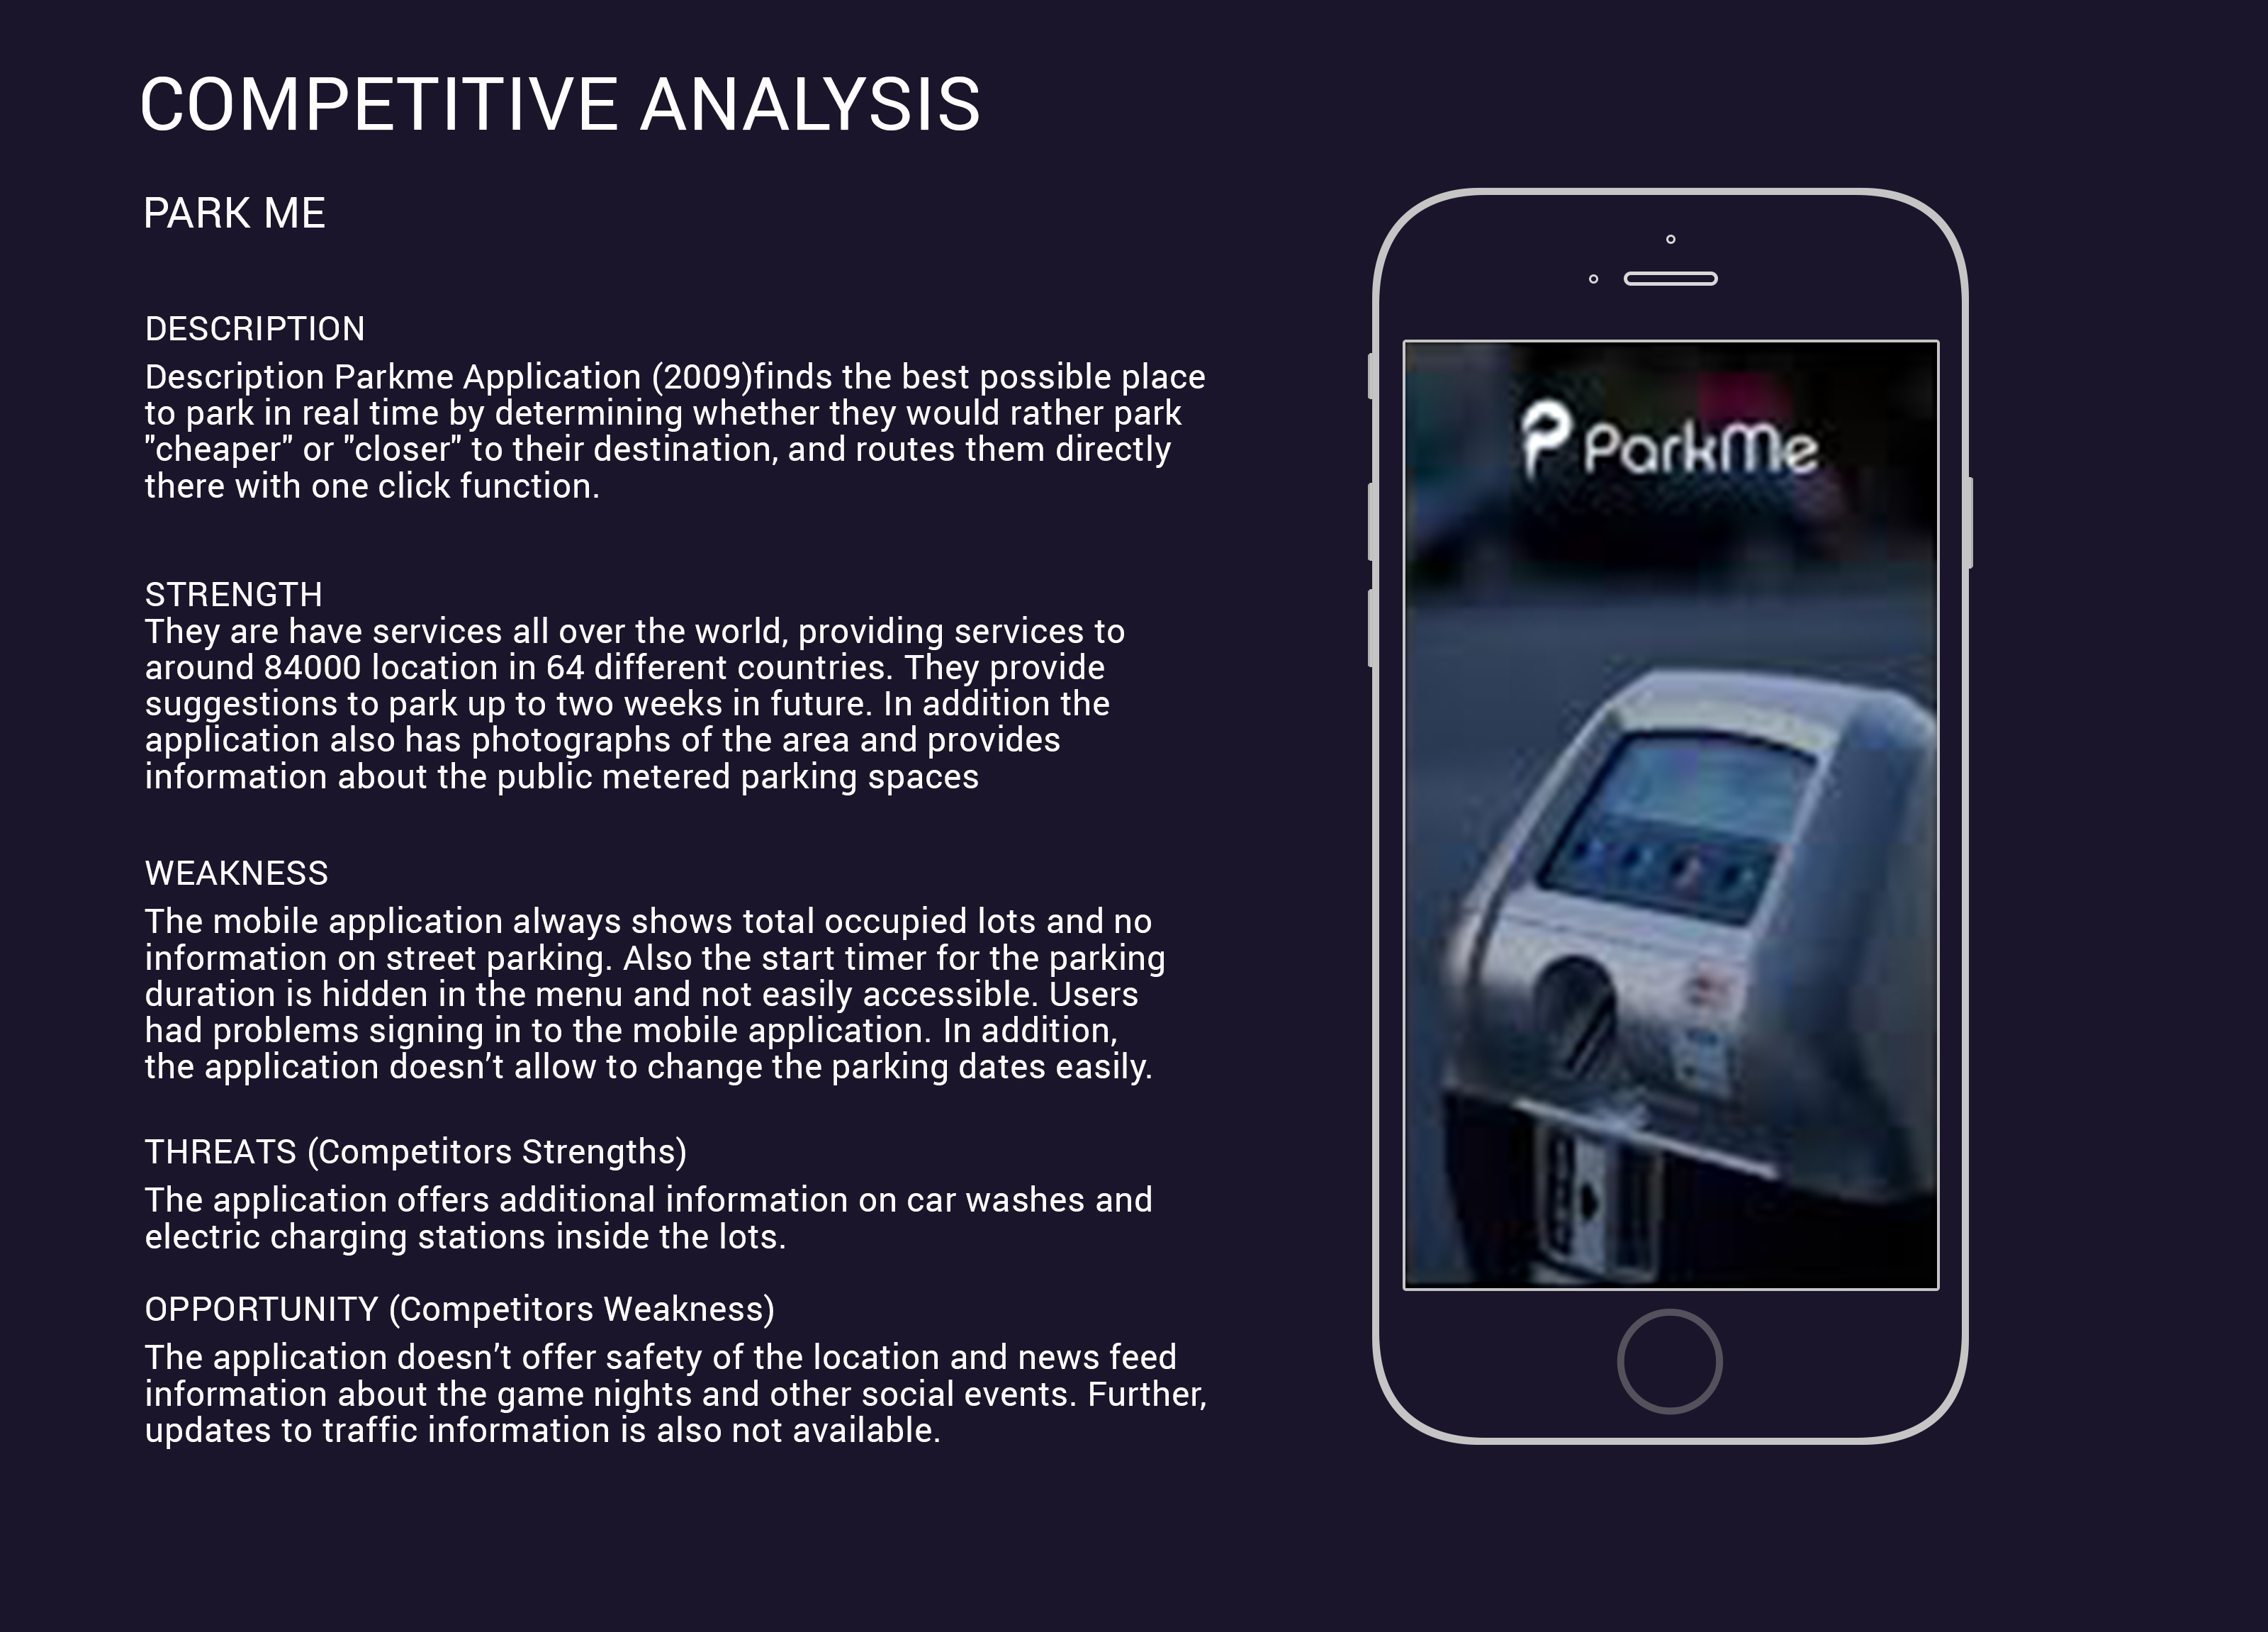 COMPETITIVE ANALYSIS
PARK ME
DESCRIPTION
Description Parkme Application (2009)finds the best possible place
to park in real time by determining whether they would rather park
"cheaper" or "closer" to their destination, and routes them directly
there with one click function.
STRENGTH
They are have services all over the world, providing services to
around 84000 location in 64 different countries. They provide
suggestions to park up to two weeks in future. In addition the
application also has photographs of the area and provides
information about the public metered parking spaces
WEAKNESS
The mobile application always shows total occupied lots and no
information on street parking. Also the start timer for the parking
duration is hidden in the menu and not easily accessible. Users
had problems signing in to the mobile application. In addition,
the application doesn’t allow to change the parking dates easily.
THREATS (Competitors Strengths)
The application offers additional information on car washes and
electric charging stations inside the lots.
OPPORTUNITY (Competitors Weakness)
The application doesn’t offer safety of the location and news feed
information about the game nights and other social events. Further,
updates to traffic information is also not available.
ParkMe